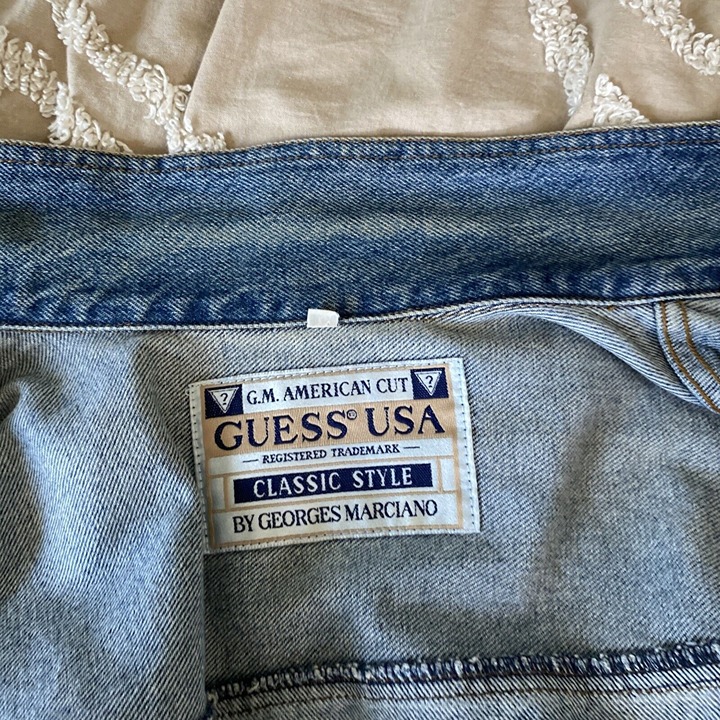 ? G.M. AMERICAN CUT ?
GUESS® USA
— REGISTERED TRADEMARK —
CLASSIC STYLE
BY GEORGES MARCIANO